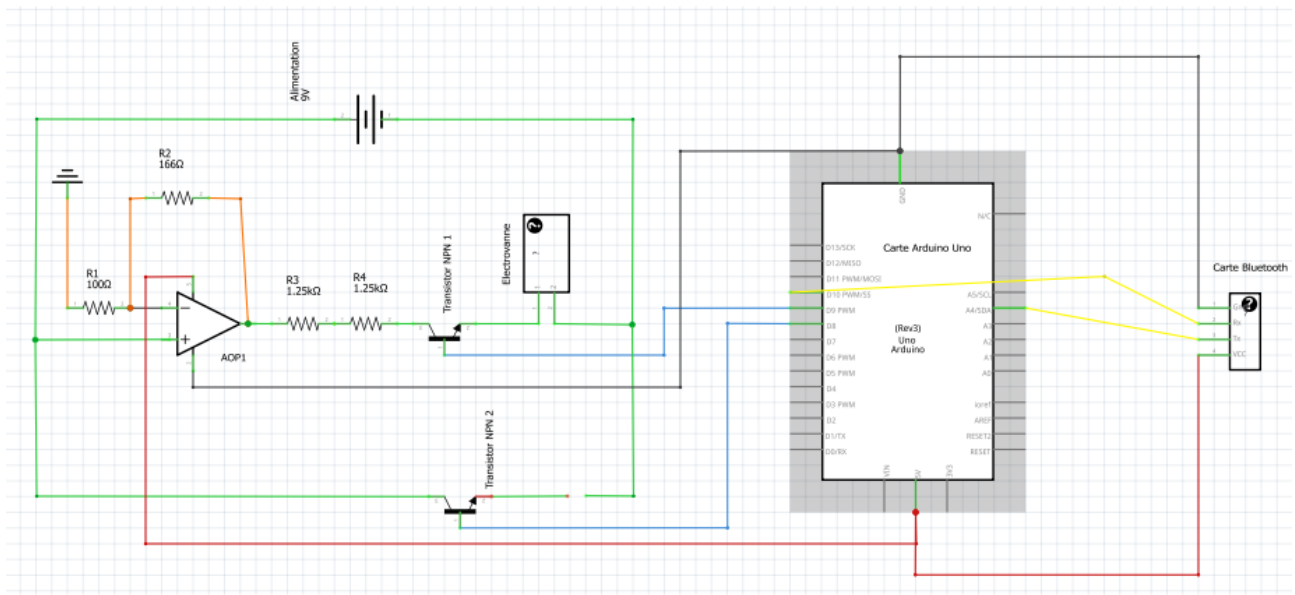 Alimentation
9V
R2
166Ω
R1
100Ω
AOP1
R3
1.25kΩ
R4
1.25kΩ
Transistor NPN 1
Electrovanne
?
Transistor NPN 2
GND
N/C
D13/SCK
D12/MISO
D11 PWM/MOSI
D10 PWM/SS
D9 PWM
D8
D7
D6 PWM
D5 PWM
D4
D3 PWM
D2
D1/TX
D0/RX
Carte Arduino Uno
(Rev3)
Uno
Arduino
A5/SCL
A4/SDA
A3
A2
A1
A0
ioref
AREF
RESET2
RESET
VIN
5V
3V3
Carte Bluetooth
?
Rx
Tx
VCC